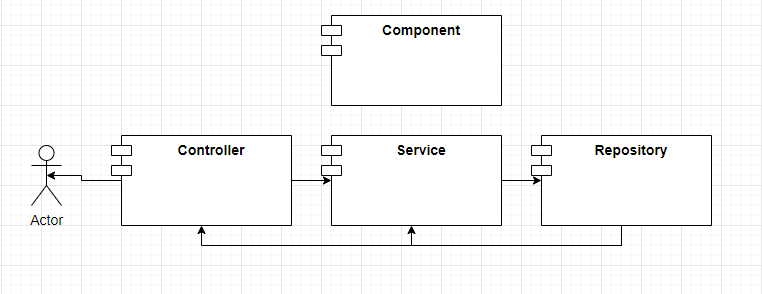 Component
Controller
Service
Repository
Actor